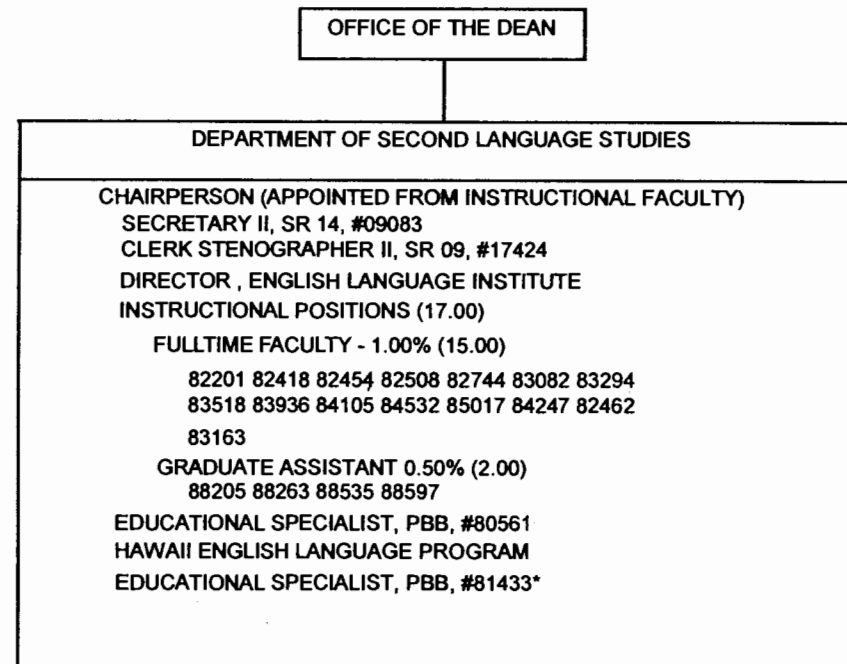 OFFICE OF THE DEAN
DEPARTMENT OF SECOND LANGUAGE STUDIES
CHAIRPERSON (APPOINTED FROM INSTRUCTIONAL FACULTY)
SECRETARY II, SR 14, #09083
CLERK STENOGRAPHER II, SR 09, #17424
DIRECTOR , ENGLISH LANGUAGE INSTITUTE
INSTRUCTIONAL POSITIONS (17.00)
FULLTIME FACULTY - 1.00% (15.00)
82201 82418 82454 82508 82744 83082 83294
83518 83936 84105 84532 85017 84247 82462
83163
GRADUATE ASSISTANT 0.50% (2.00)
88205 88263 88535 88597
EDUCATIONAL SPECIALIST, PBB, #80561
HAWAII ENGLISH LANGUAGE PROGRAM
EDUCATIONAL SPECIALIST, PBB, #81433*